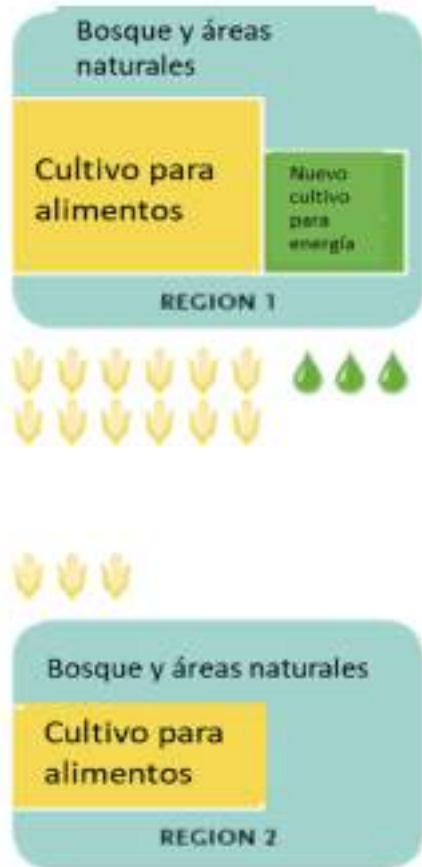 Bosque y áreas
naturales
Cultivo para
alimentos
Nuevo
cultivo
para
energía
REGION 1
Bosque y áreas naturales
Cultivo para
alimentos
REGION 2